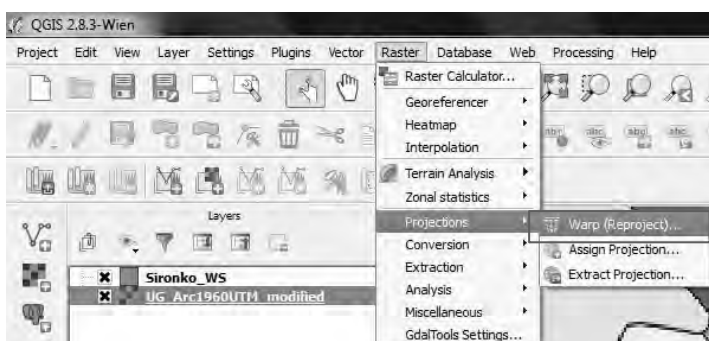 QGIS 2.8.3-Wien
Project Edit View Layer Settings Plugins Vector Raster Database Web Processing Help
Raster Calculator...
Georeferencer
Heatmap
Interpolation
Terrain Analysis
Zonal statistics
Projections
Conversion
Extraction
Analysis
Miscellaneous
GdalTools Settings...
Warp (Reproject)...
Assign Projection...
Extract Projection...
Layers
Sironko_WS
UG_Arc1960UTM_modified